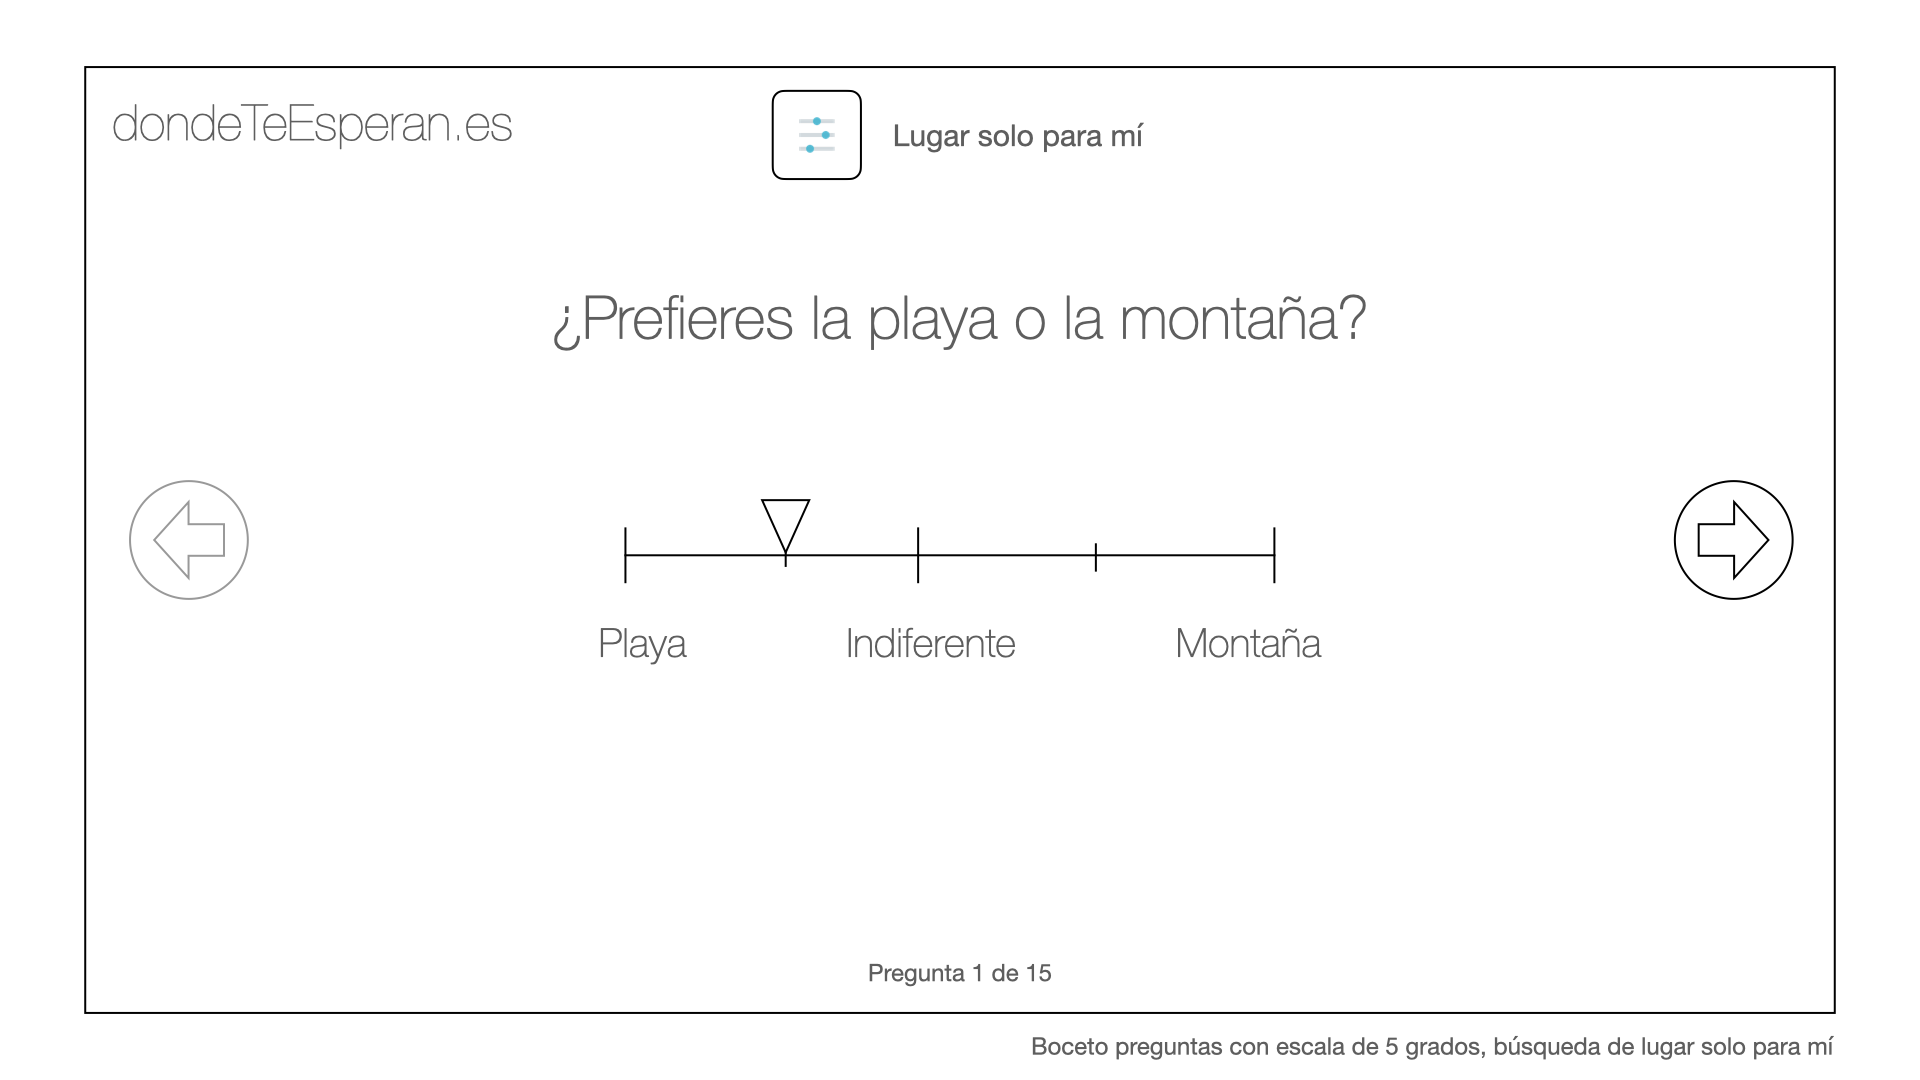 dondeTeEsperan.es
Lugar solo para mí
¿Prefieres la playa o la montaña?
Playa
Indiferente
Montaña
Pregunta 1 de 15
Boceto preguntas con escala de 5 grados, búsqueda de lugar solo para mí